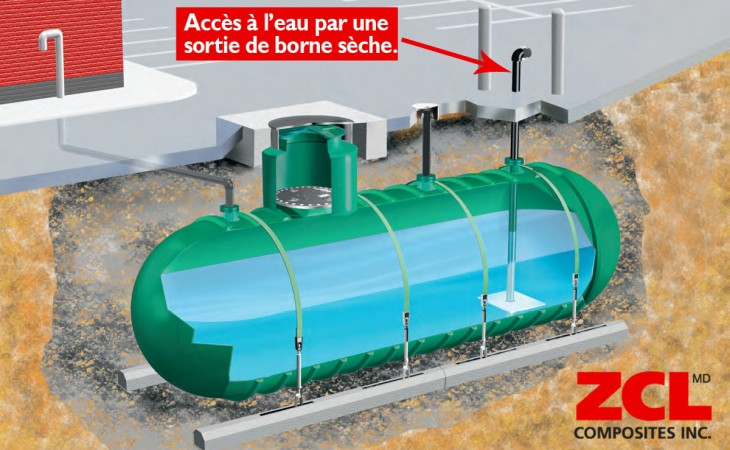 Accès à l'eau par une
sortie de borne sèche.
ZCL MD
COMPOSITES INC.